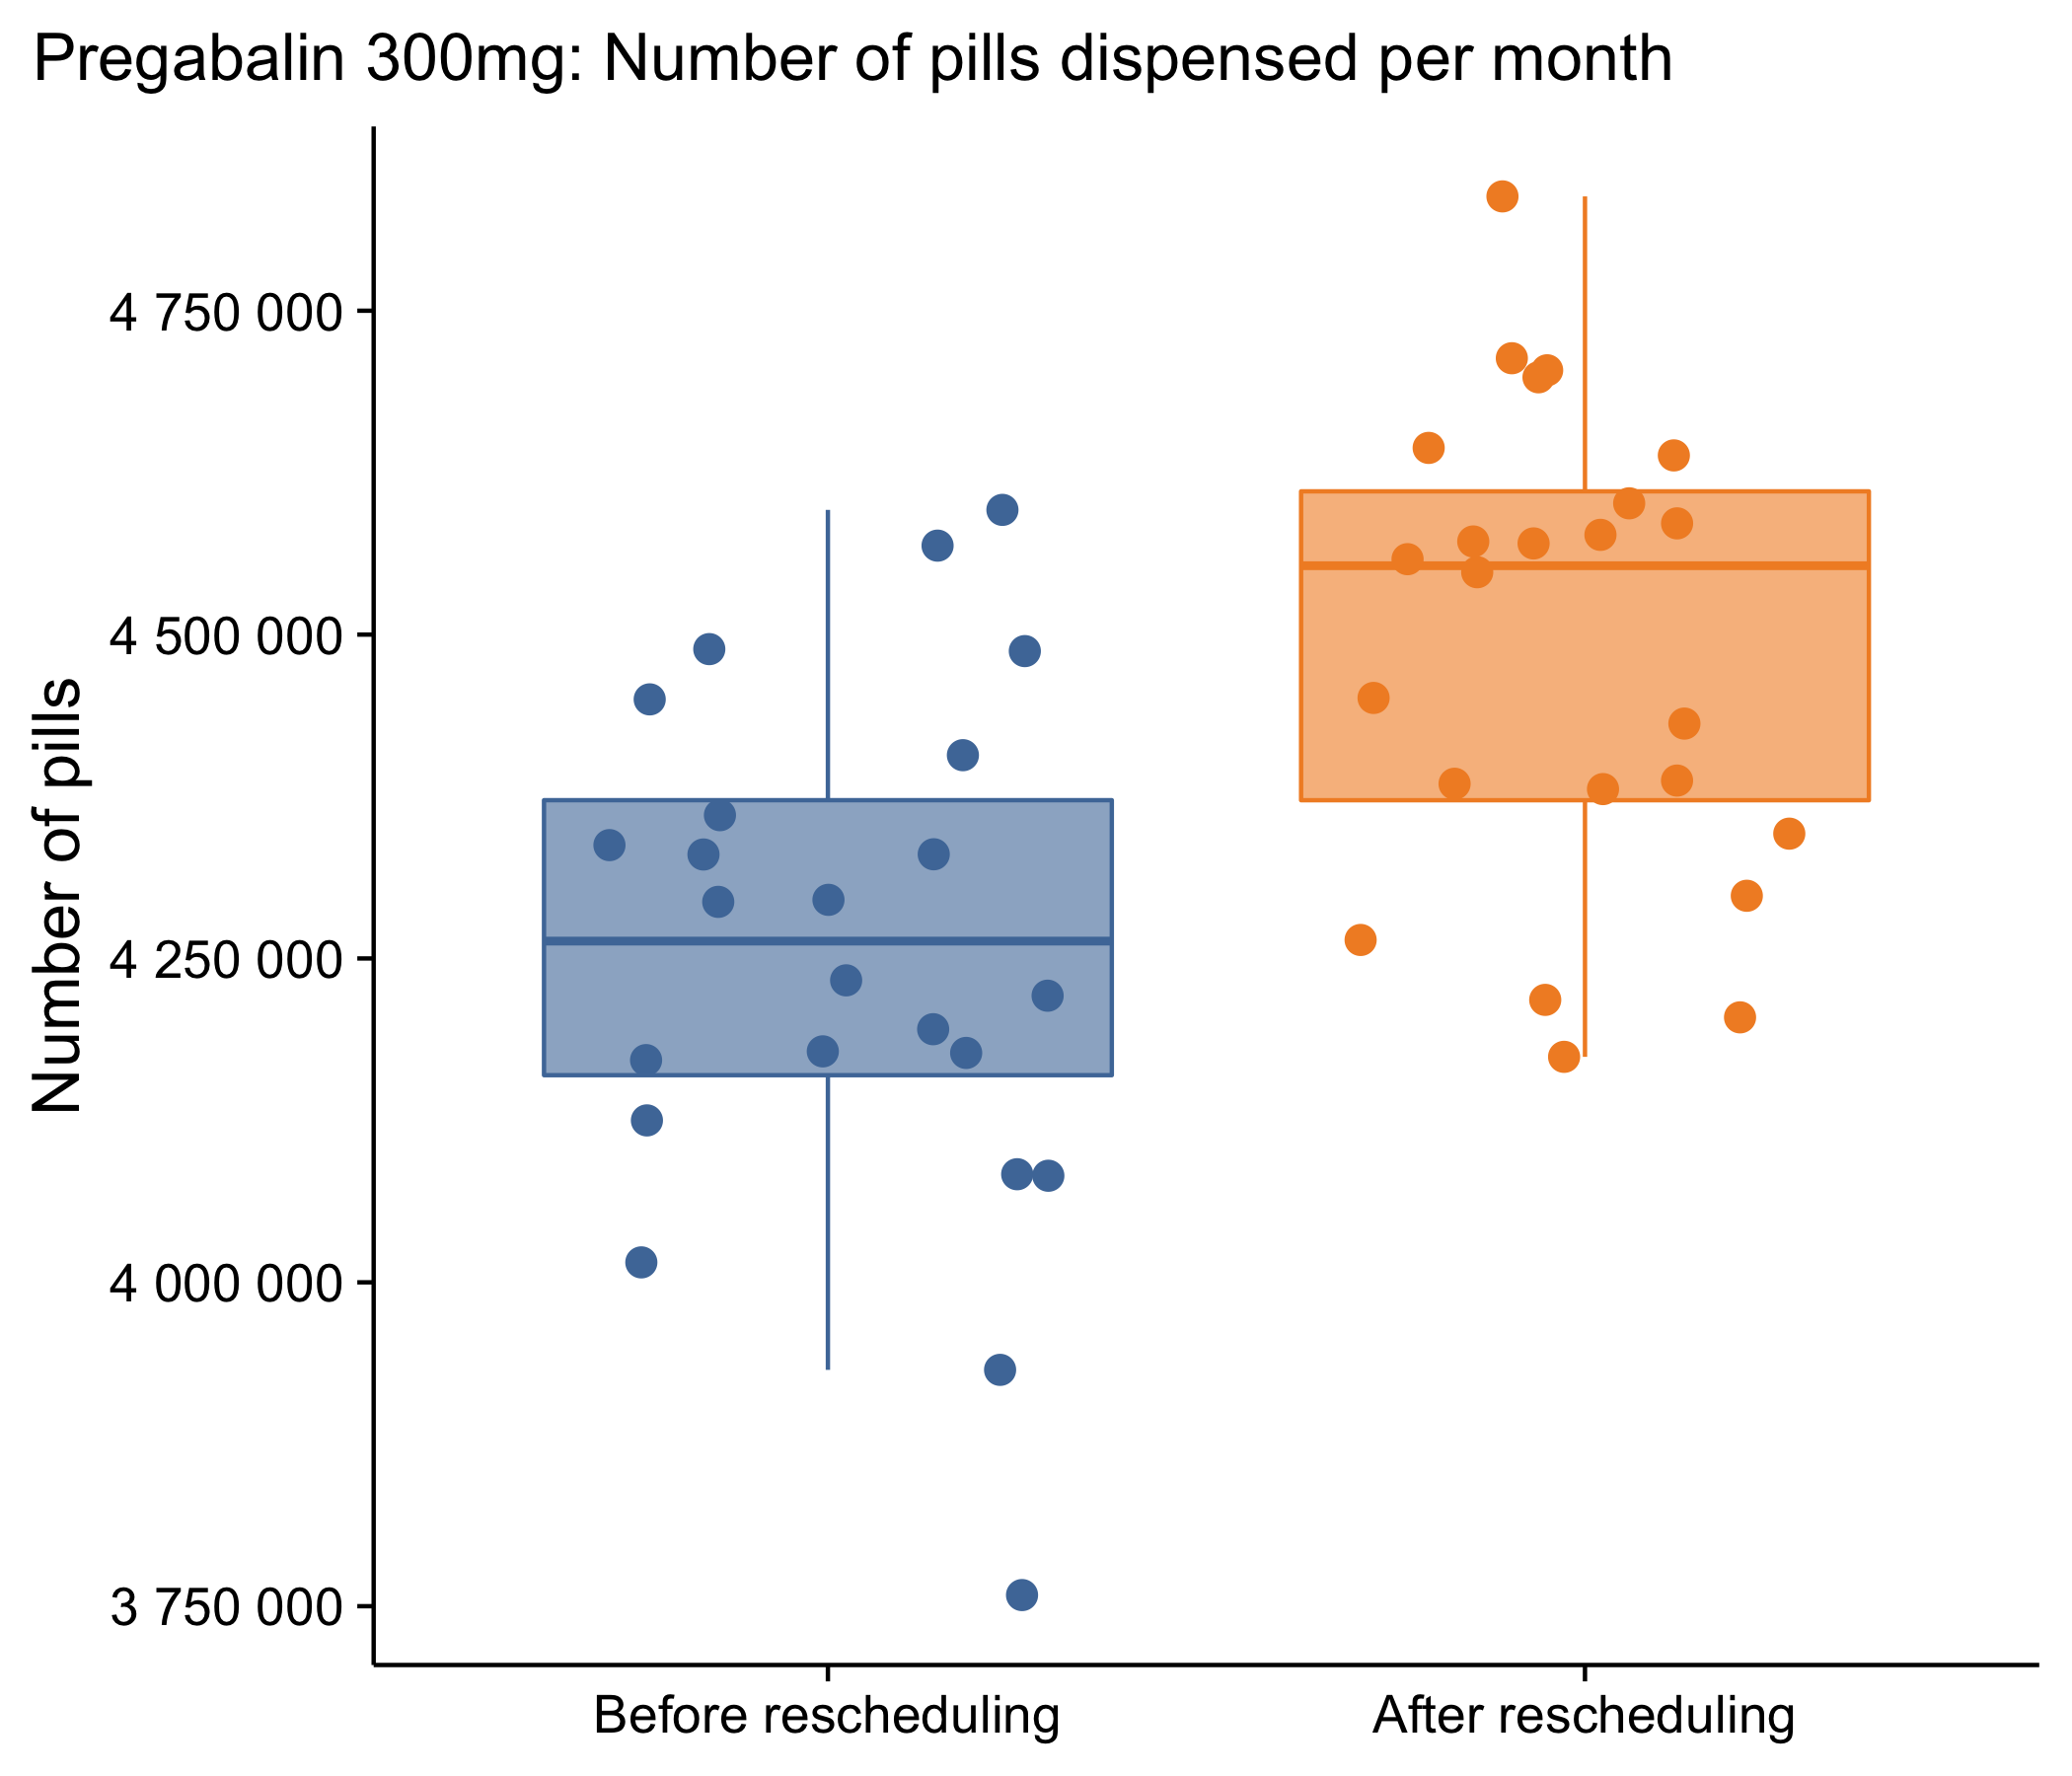 Pregabalin 300mg: Number of pills dispensed per month
Number of pills
4 750 000
4 500 000
4 250 000
4 000 000
3 750 000
Before rescheduling
After rescheduling